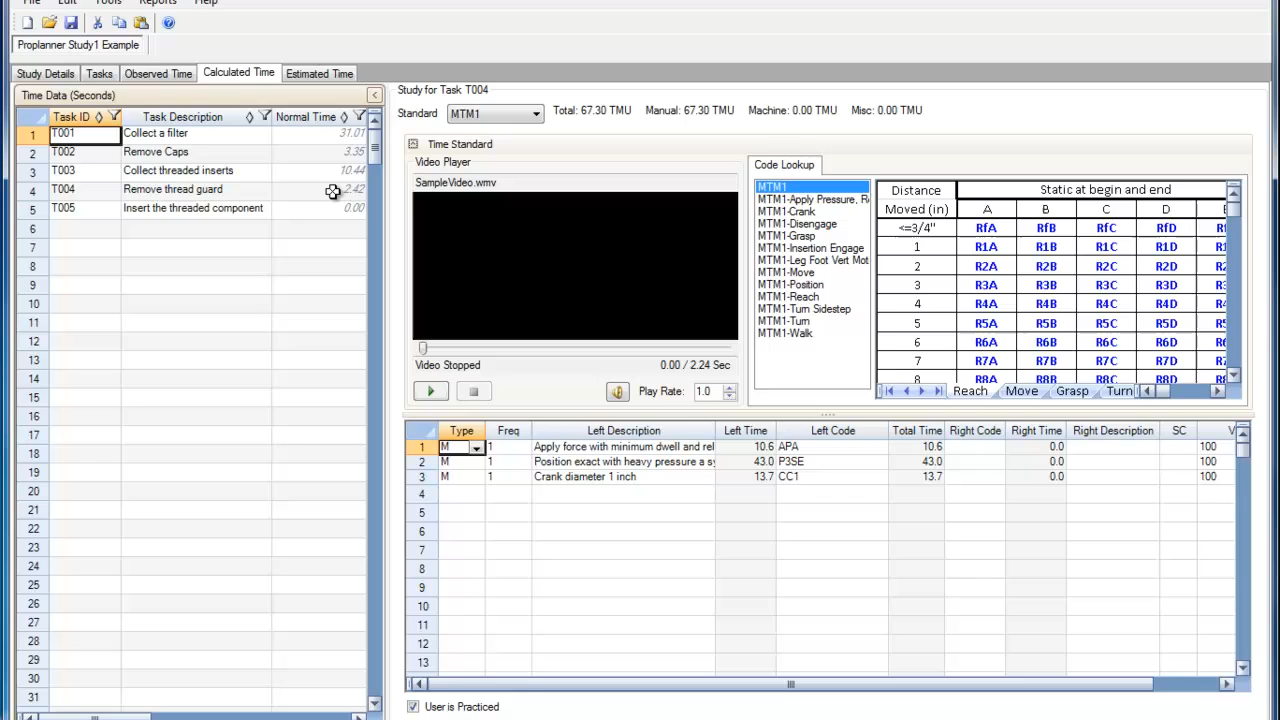 File Edit Tools Reports Help
Proplanner Study1 Example
Study Details Tasks Observed Time Calculated Time Estimated Time
Time Data (Seconds)
Task ID Task Description Normal Time
1 T001 Collect a filter 31.01
2 T002 Remove Caps 3.35
3 T003 Collect threaded inserts 10.44
4 T004 Remove thread guard 2.42
5 T005 Insert the threaded component 0.00
6
7
8
9
10
11
12
13
14
15
16
17
18
19
20
21
22
23
24
25
26
27
28
29
30
31
Study for Task T004
Standard MTM1 Total: 67.30 TMU Manual: 67.30 TMU Machine: 0.00 TMU Misc: 0.00 TMU
Time Standard
Video Player
SampleVideo.wmv
Video Stopped 0.00 / 2.24 Sec
Play Rate: 1.0
Code Lookup
MTM1
MTM1-Apply Pressure, R
MTM1-Crank
MTM1-Disengage
MTM1-Grasp
MTM1-Insertion Engage
MTM1-Leg Foot Vert Mot
MTM1-Move
MTM1-Position
MTM1-Reach
MTM1-Turn Sidestep
MTM1-Turn
MTM1-Walk
Distance Static at begin and end
Moved (in) A B C D E
<=3/4" RfA RfB RfC RfD Rf
1 R1A R1B R1C R1D R1
2 R2A R2B R2C R2D R2
3 R3A R3B R3C R3D R3
4 R4A R4B R4C R4D R4
5 R5A R5B R5C R5D R5
6 R6A R6B R6C R6D R6
7 R7A R7B R7C R7D R7
8 R8A R8B R8C R8D R8
Reach Move Grasp Turn
Type Freq Left Description Left Time Left Code Total Time Right Code Right Time Right Description SC V
1 M 1 Apply force with minimum dwell and rel 10.6 APA 10.6 0.0 100
2 M 1 Position exact with heavy pressure a sy 43.0 P3SE 43.0 0.0 100
3 M 1 Crank diameter 1 inch 13.7 CC1 13.7 0.0 100
4
5
6
7
8
9
10
11
12
13
User is Practiced